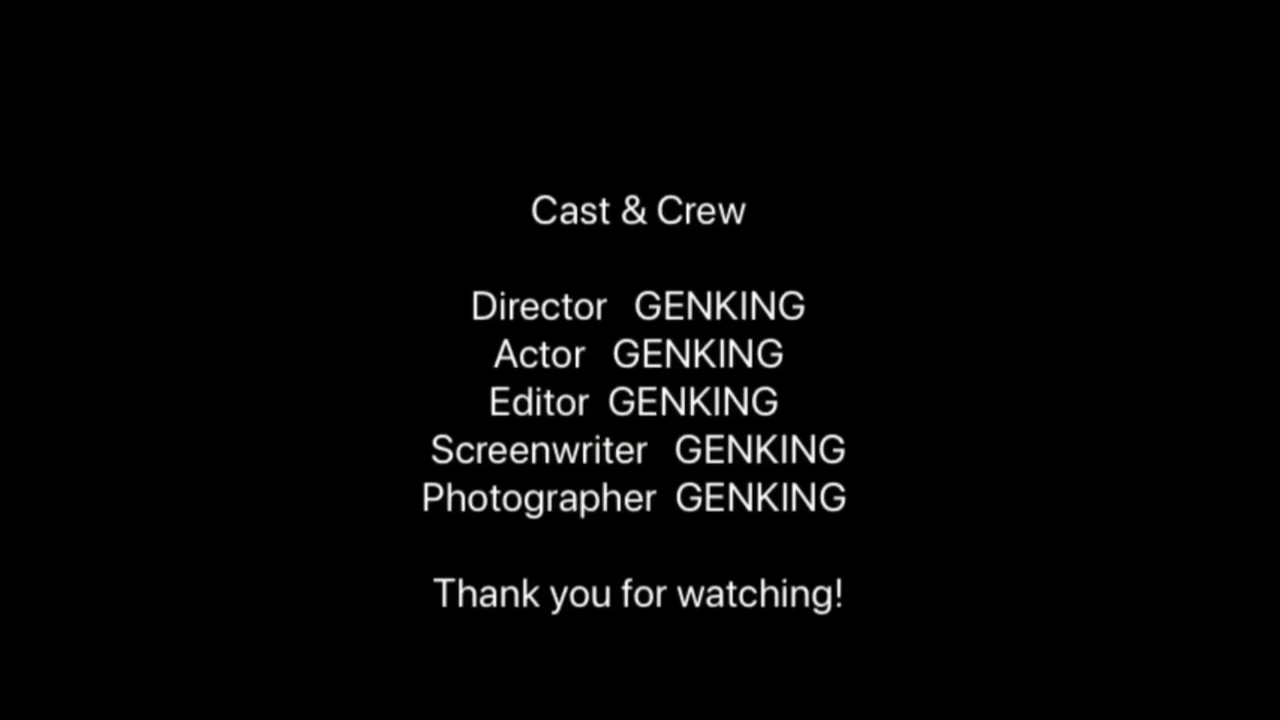 Cast & Crew
Director GENKING
Actor GENKING
Editor GENKING
Screenwriter GENKING
Photographer GENKING
Thank you for watching!